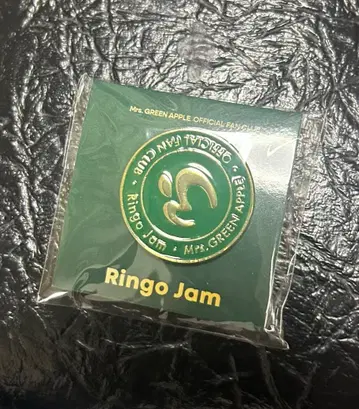 Mrs. GREEN APPLE OFFICIAL FAN CLUB
OFFICIAL FAN CLUB • Ringo Jam • Mrs. GREEN APPLE •
Ringo Jam